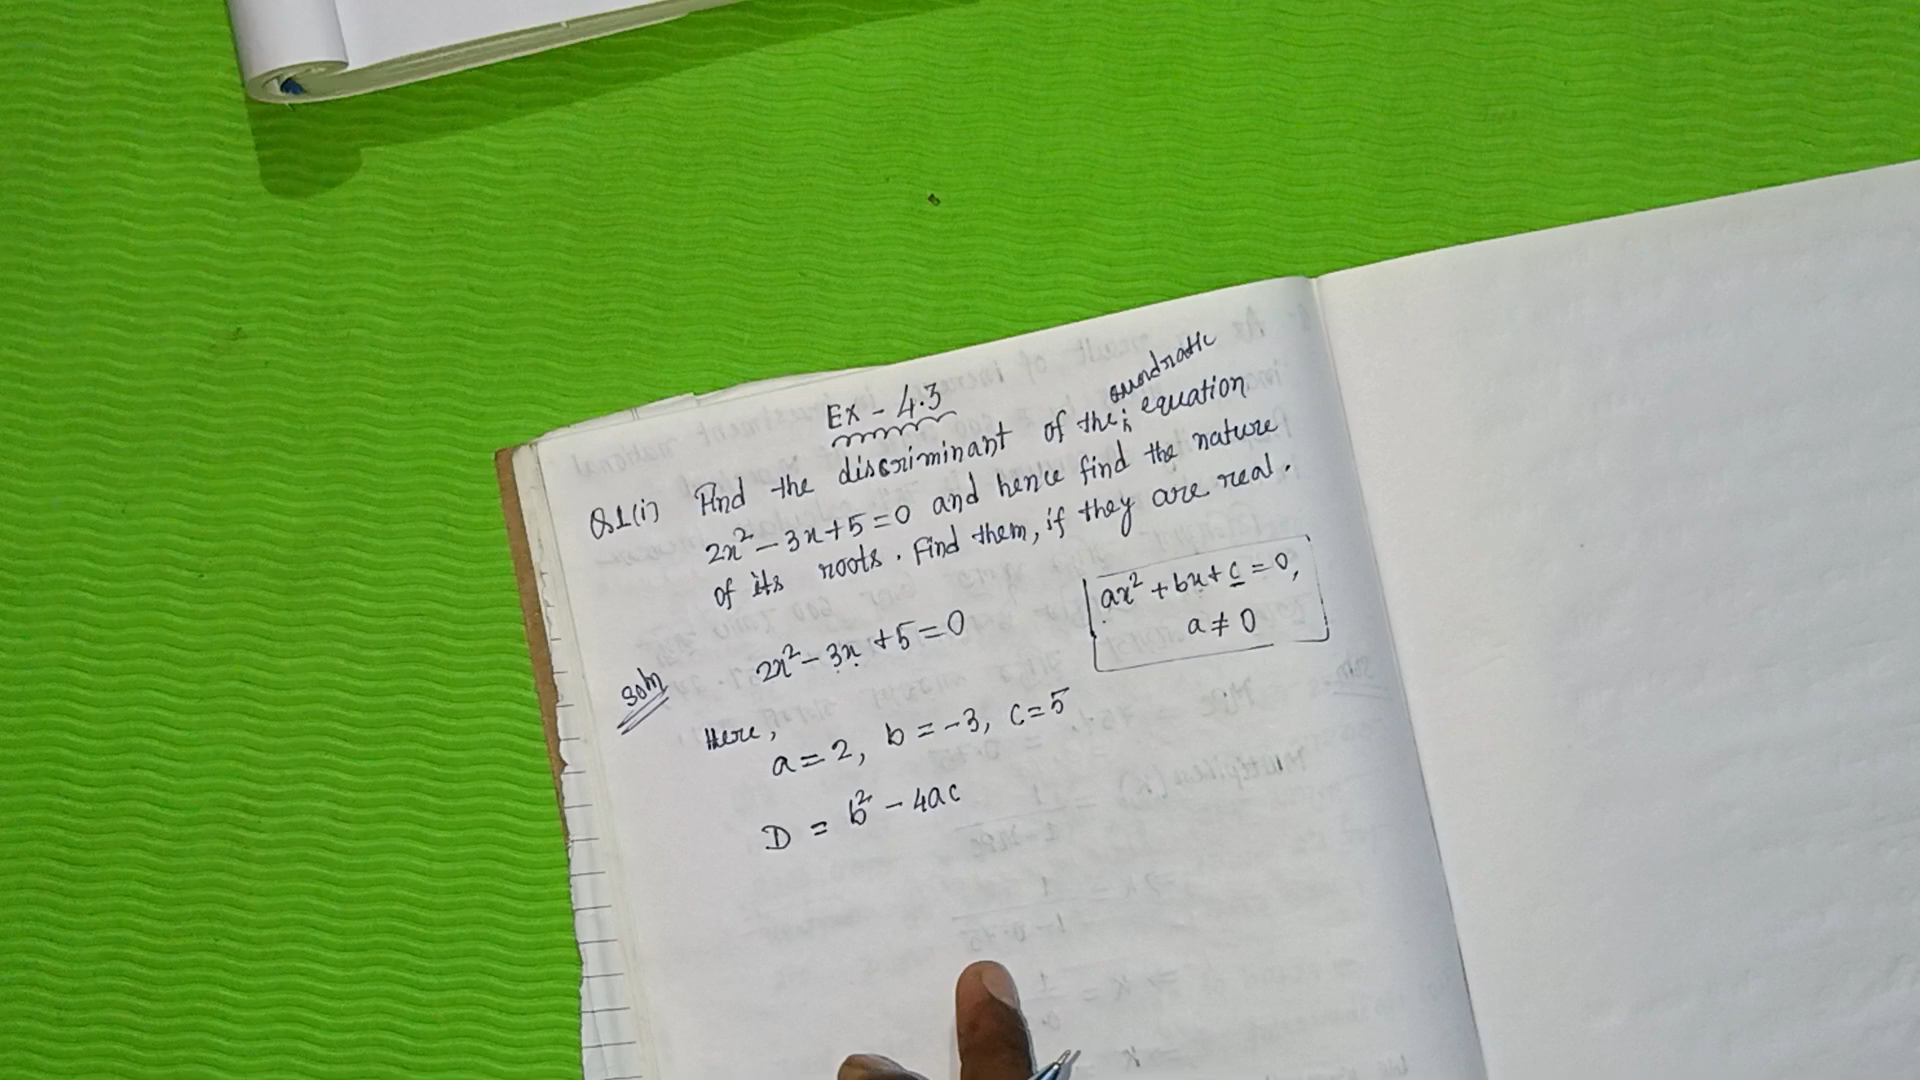 Ex - 4.3
Q1(i) Find the discriminant of the quadratic equation
2x² - 3x + 5 = 0 and hence find the nature
of its roots. Find them, if they are real.
ax² + bx + c = 0,
a ≠ 0
Soln 2x² - 3x + 5 = 0
Here,
a = 2, b = -3, c = 5
D = b² - 4ac